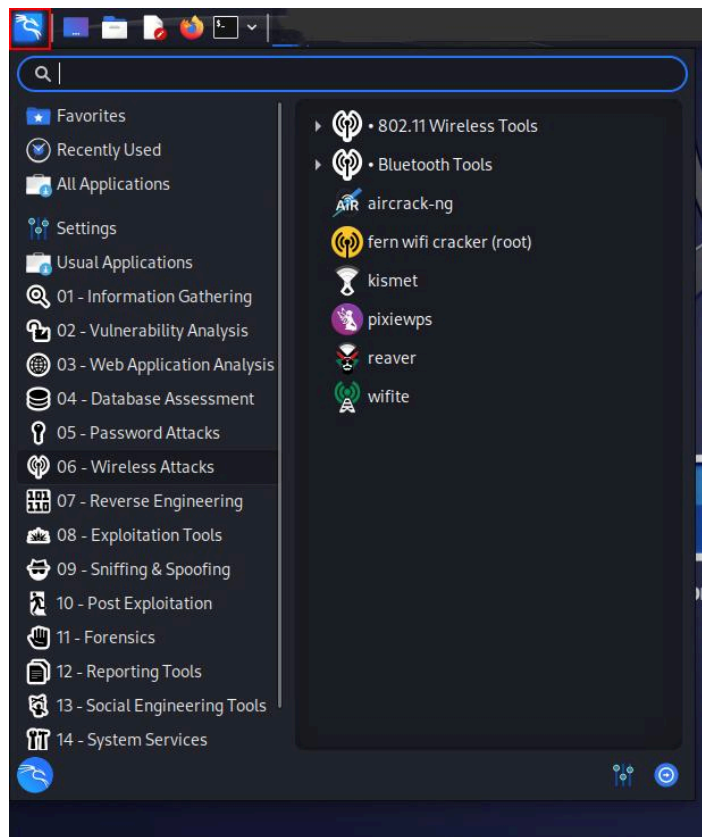 Favorites
Recently Used
All Applications
Settings
Usual Applications
01 - Information Gathering
02 - Vulnerability Analysis
03 - Web Application Analysis
04 - Database Assessment
05 - Password Attacks
06 - Wireless Attacks
07 - Reverse Engineering
08 - Exploitation Tools
09 - Sniffing & Spoofing
10 - Post Exploitation
11 - Forensics
12 - Reporting Tools
13 - Social Engineering Tools
14 - System Services
• 802.11 Wireless Tools
• Bluetooth Tools
aircrack-ng
fern wifi cracker (root)
kismet
pixiewps
reaver
wifite